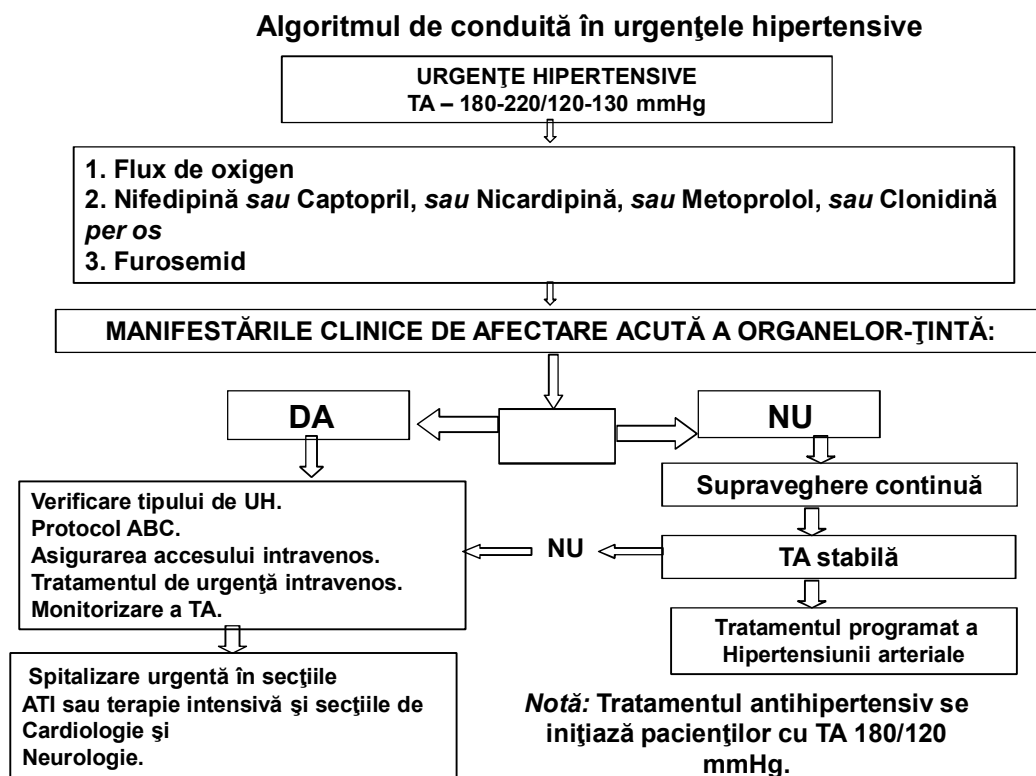 Algoritmul de conduită în urgenţele hipertensive
URGENŢE HIPERTENSIVE
TA – 180-220/120-130 mmHg
1. Flux de oxigen
2. Nifedipină sau Captopril, sau Nicardipină, sau Metoprolol, sau Clonidină
per os
3. Furosemid
MANIFESTĂRILE CLINICE DE AFECTARE ACUTĂ A ORGANELOR-ŢINTĂ:
DA
NU
Verificare tipului de UH.
Protocol ABC.
Asigurarea accesului intravenos.
Tratamentul de urgenţă intravenos.
Monitorizare a TA.
Supraveghere continuă
NU
TA stabilă
Tratamentul programat a
Hipertensiunii arteriale
Spitalizare urgentă în secţiile
ATI sau terapie intensivă şi secţiile de
Cardiologie şi
Neurologie.
Notă: Tratamentul antihipertensiv se
iniţiază pacienţilor cu TA 180/120
mmHg.